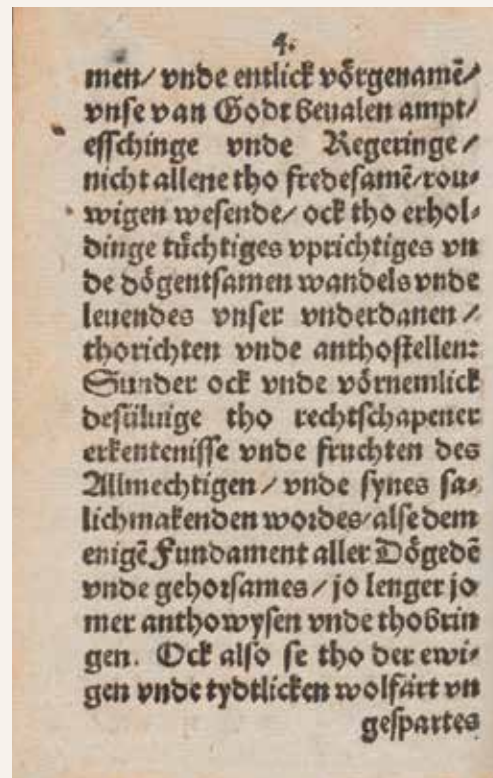 4.
men/ vnde entlick vörgenamē/
vnse van Godt beualen ampt/
esschinge vnde Regeringe/
nicht allene tho fredesamē/rou⸗
wigen wesende/ ock tho erhol⸗
dinge tüchtiges vprichtiges vn
de dögentsamen wandels vnde
leuendes vnser vnderdanen/
thorichten vnde anthostellen:
Sunder ock vnde vörnemlick
desüluige tho rechtschapener
erkentenisse vnde fruchten des
Allmechtigen/ vnde synes sa⸗
lichmakenden wordes/alse dem
enigē Fundament aller Dögedē
vnde gehorsames/ jo lenger jo
mer anthowysen vnde thobrin
gen. Ock also se tho der ewi⸗
gen vnde tydtlicken wolfart vn
gespartes